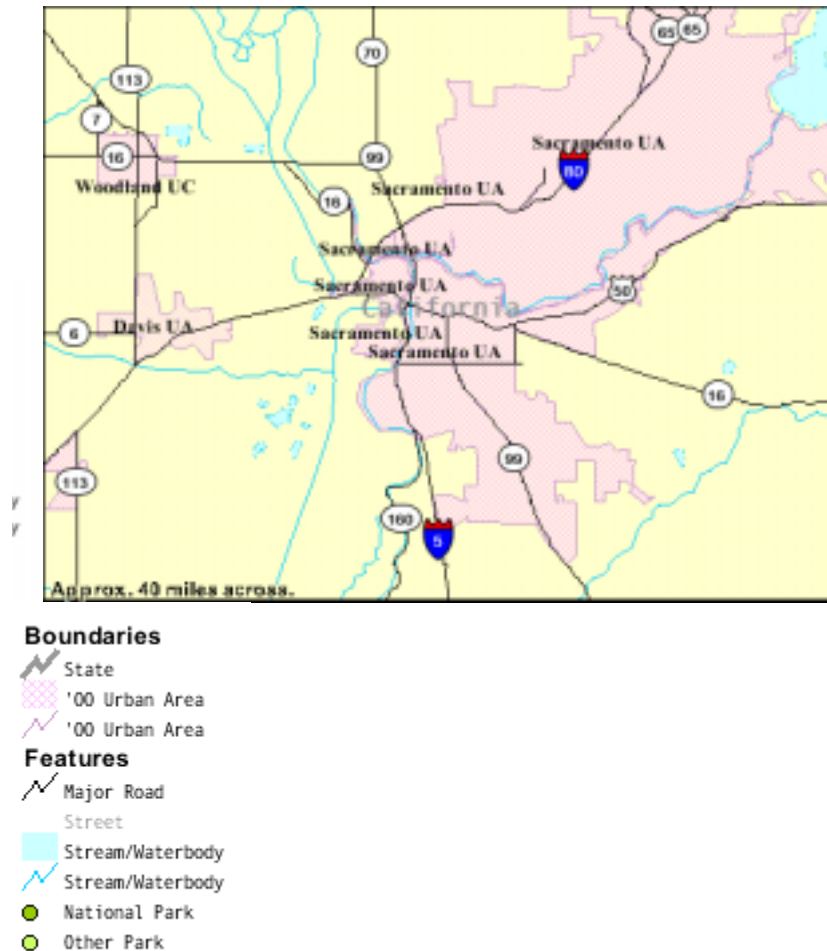 65 65
70
113
7
Sacramento UA
16 99 80
Woodland UC Sacramento UA
16
Sacramento UA
Sacramento UA 50
California
6 Davis UA Sacramento UA
Sacramento UA
16
99
113
y
160
y
5
Approx. 40 miles across.
Boundaries
State
'00 Urban Area
'00 Urban Area
Features
Major Road
Street
Stream/Waterbody
Stream/Waterbody
National Park
Other Park